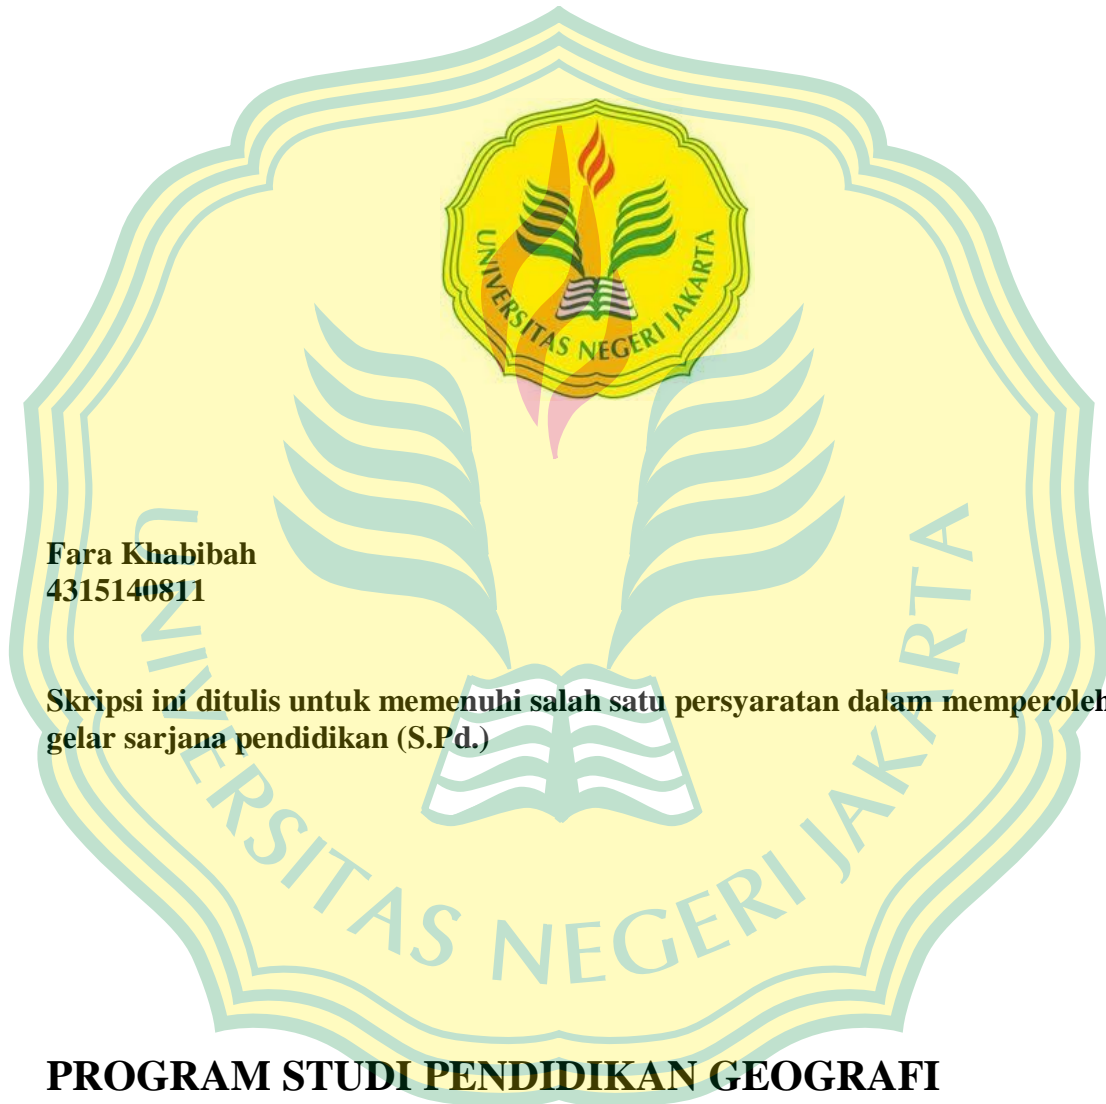 UNIVERSITAS NEGERI JAKARTA
Fara Khabibah
4315140811
Skripsi ini ditulis untuk memenuhi salah satu persyaratan dalam memperoleh
gelar sarjana pendidikan (S.Pd.)
UNIVERSITAS NEGERI JAKARTA
PROGRAM STUDI PENDIDIKAN GEOGRAFI